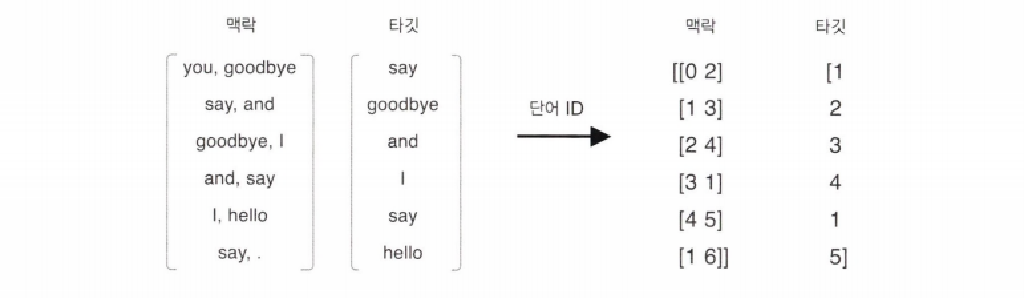 맥락 타깃 맥락 타깃
you, goodbye say [[0 2] [1
say, and goodbye 단어 ID [1 3] 2
goodbye, I and [2 4] 3
and, say I [3 1] 4
I, hello say [4 5] 1
say, . hello [1 6]] 5]